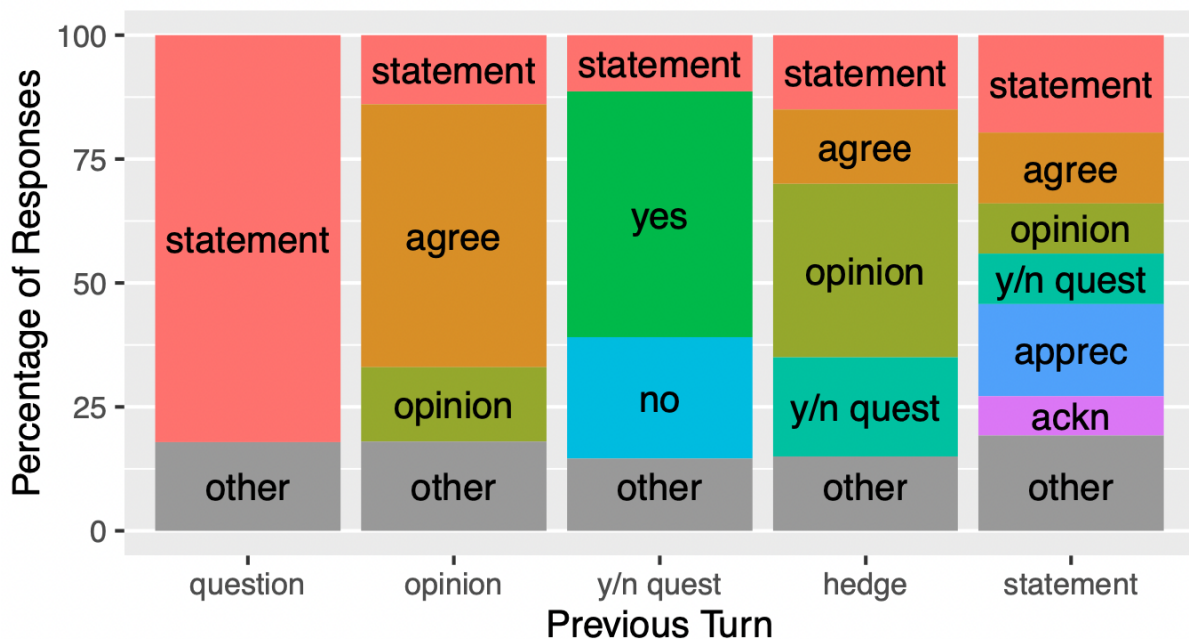 Percentage of Responses
100
75
50
25
0
statement
other
statement
agree
opinion
other
statement
yes
no
other
statement
agree
opinion
y/n quest
other
statement
agree
opinion
y/n quest
apprec
ackn
other
question
opinion
y/n quest
hedge
statement
Previous Turn